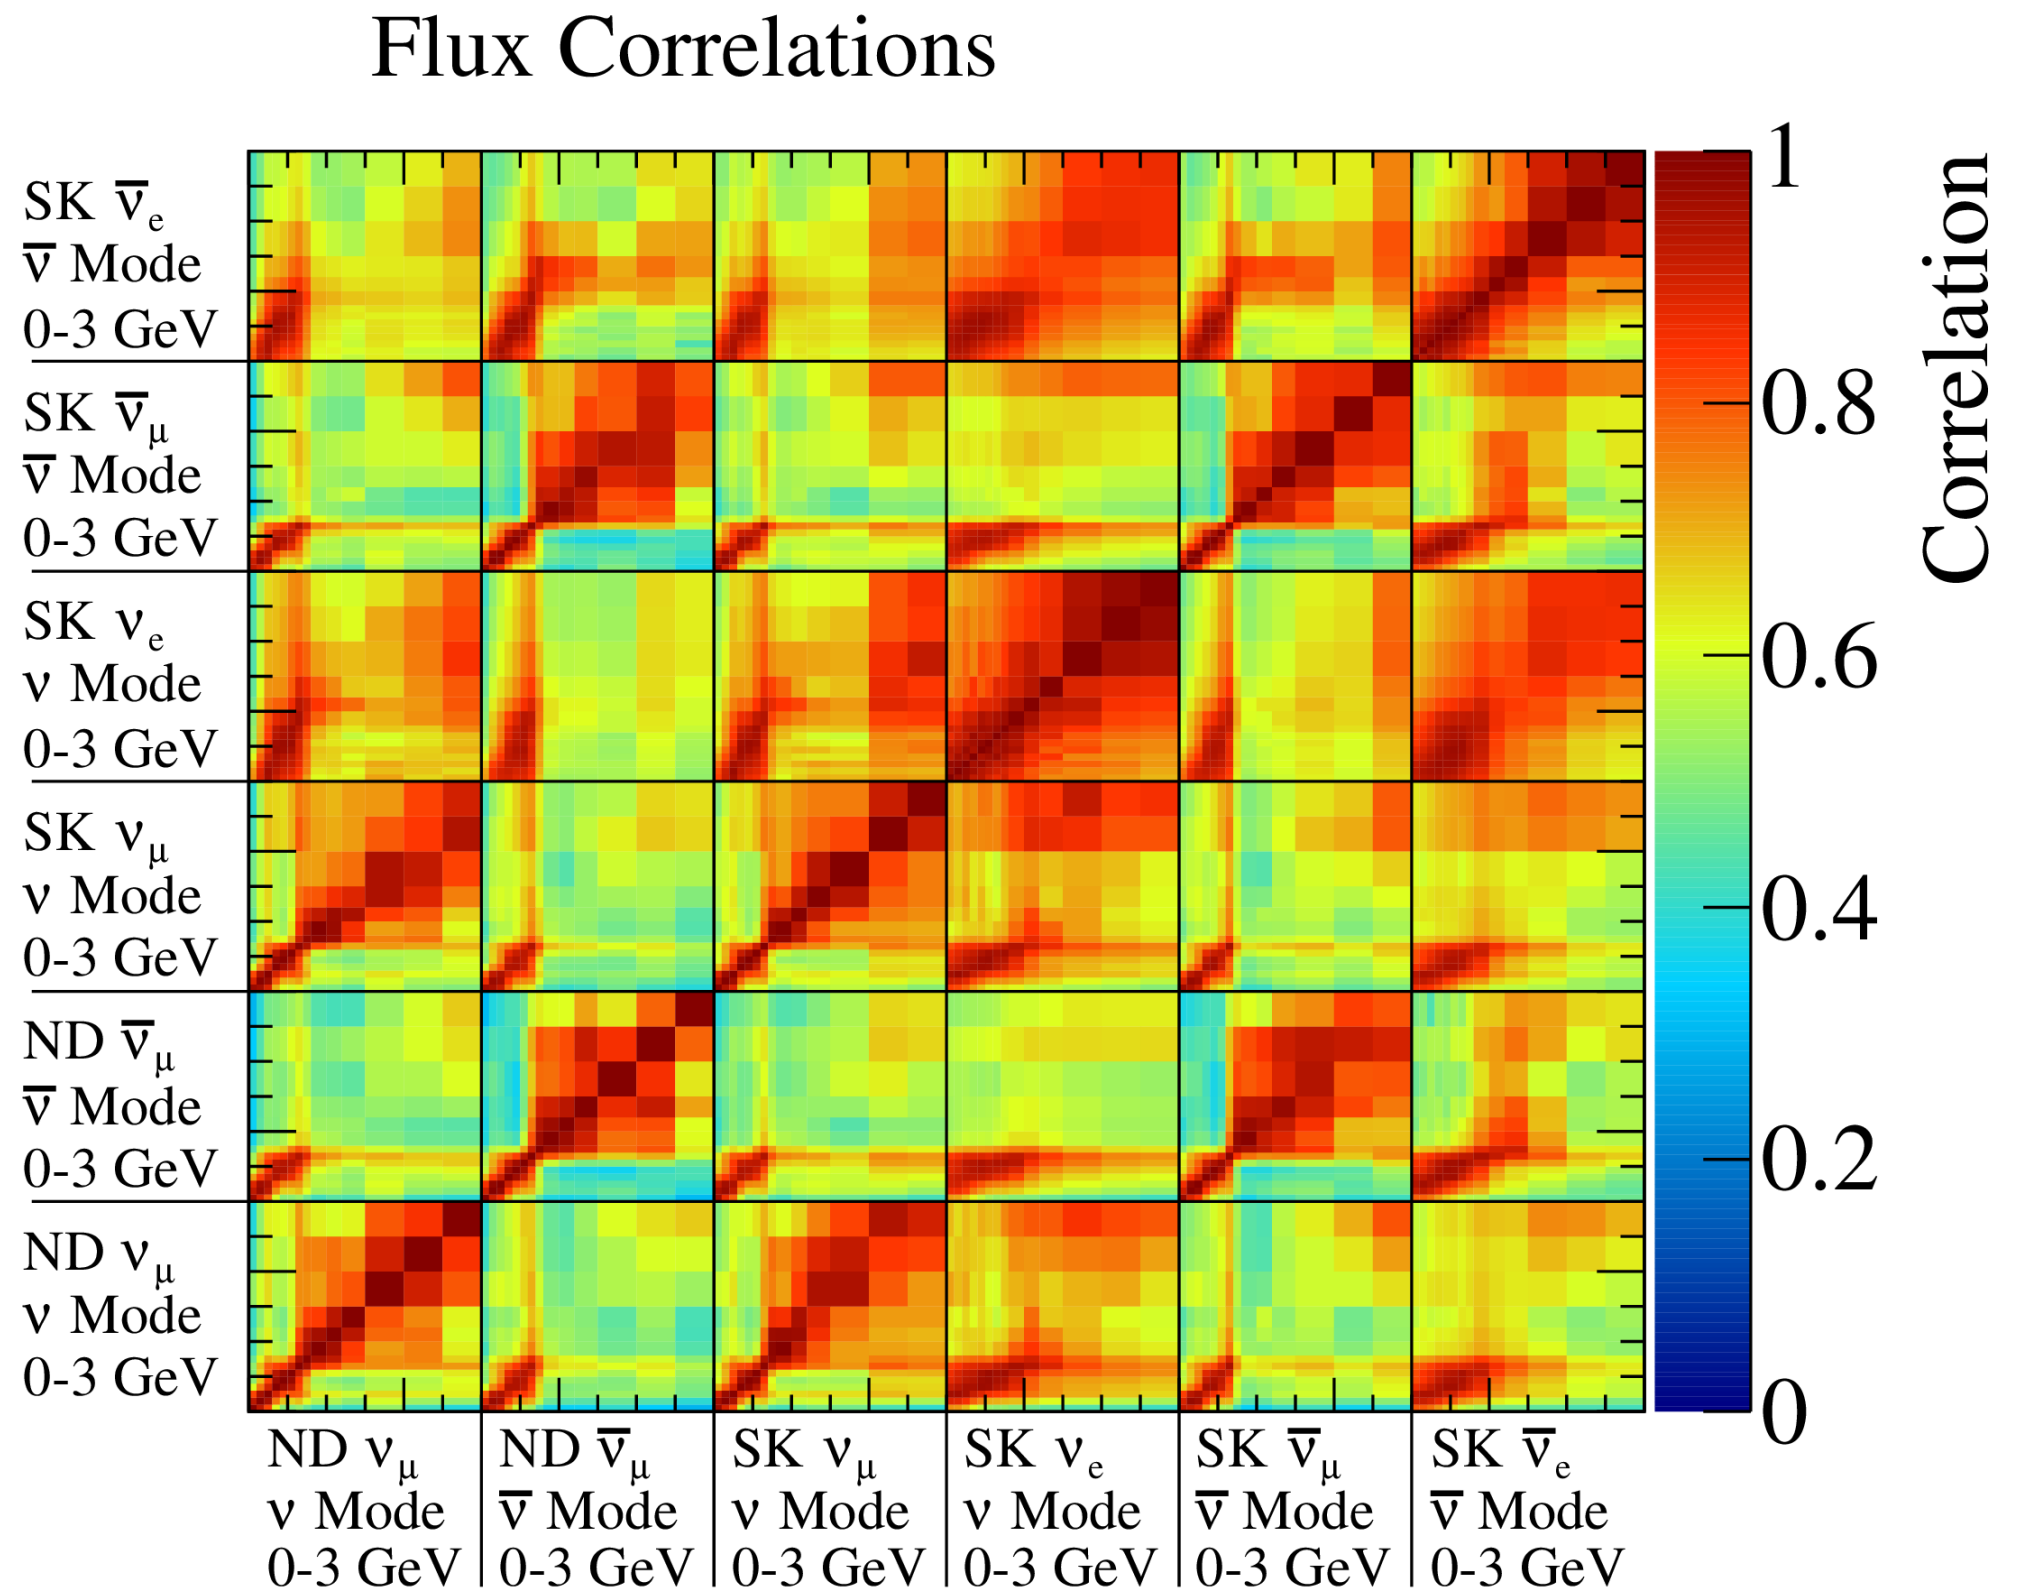 Flux Correlations
SK ν̅e
ν̅ Mode
0-3 GeV
SK ν̅μ
ν̅ Mode
0-3 GeV
SK νe
ν Mode
0-3 GeV
SK νμ
ν Mode
0-3 GeV
ND ν̅μ
ν̅ Mode
0-3 GeV
ND νμ
ν Mode
0-3 GeV
ND νμ
ν Mode
0-3 GeV
ND ν̅μ
ν̅ Mode
0-3 GeV
SK νμ
ν Mode
0-3 GeV
SK νe
ν Mode
0-3 GeV
SK ν̅μ
ν̅ Mode
0-3 GeV
SK ν̅e
ν̅ Mode
0-3 GeV
1
0.8
0.6
0.4
0.2
0
Correlation